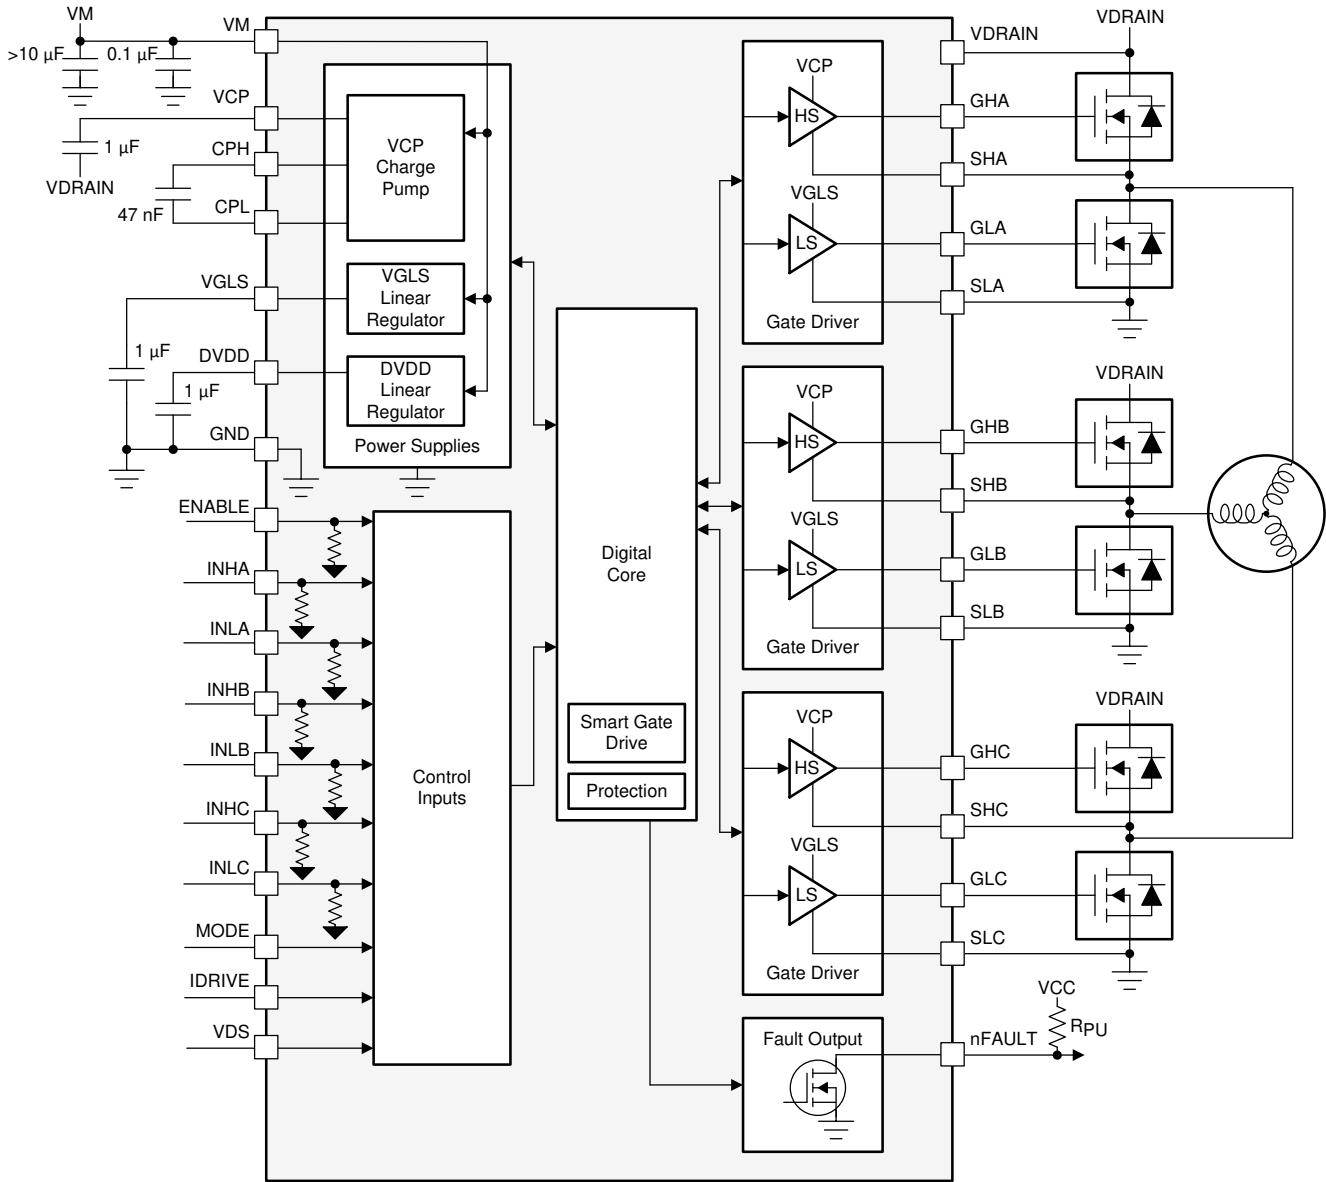 VM
>10 µF
0.1 µF
VM
VCP
1 µF
VDRAIN
CPH
47 nF
CPL
VGLS
1 µF
DVDD
1 µF
GND
ENABLE
INHA
INLA
INHB
INLB
INHC
INLC
MODE
IDRIVE
VDS
VCP
Charge
Pump
VGLS
Linear
Regulator
DVDD
Linear
Regulator
Power Supplies
Control
Inputs
Digital
Core
Smart Gate
Drive
Protection
VCP
HS
VGLS
LS
Gate Driver
VCP
HS
VGLS
LS
Gate Driver
VCP
HS
VGLS
LS
Gate Driver
Fault Output
VDRAIN
VDRAIN
GHA
SHA
GLA
SLA
VDRAIN
GHB
SHB
GLB
SLB
VDRAIN
GHC
SHC
GLC
SLC
VCC
RPU
nFAULT